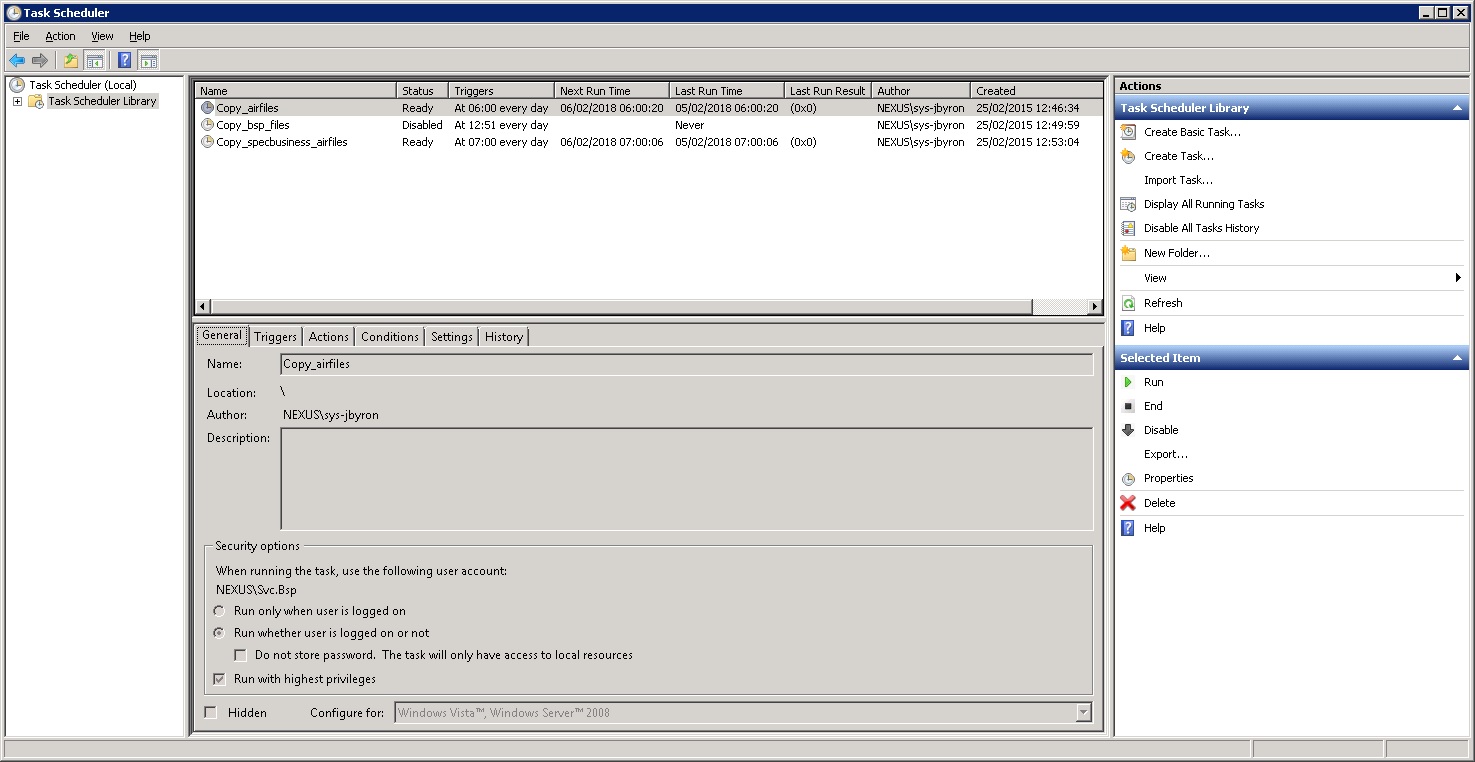 Task Scheduler
File Action View Help
Task Scheduler (Local)
Task Scheduler Library
Name Status Triggers Next Run Time Last Run Time Last Run Result Author Created
Copy_airfiles Ready At 06:00 every day 06/02/2018 06:00:20 05/02/2018 06:00:20 (0x0) NEXUS\sys-jbyron 25/02/2015 12:46:34
Copy_bsp_files Disabled At 12:51 every day Never NEXUS\sys-jbyron 25/02/2015 12:49:59
Copy_specbusiness_airfiles Ready At 07:00 every day 06/02/2018 07:00:06 05/02/2018 07:00:06 (0x0) NEXUS\sys-jbyron 25/02/2015 12:53:04
General Triggers Actions Conditions Settings History
Name: Copy_airfiles
Location: \
Author: NEXUS\sys-jbyron
Description:
Security options
When running the task, use the following user account:
NEXUS\Svc.Bsp
Run only when user is logged on
Run whether user is logged on or not
Do not store password. The task will only have access to local resources
Run with highest privileges
Hidden Configure for: Windows Vista™, Windows Server™ 2008
Actions
Task Scheduler Library
Create Basic Task...
Create Task...
Import Task...
Display All Running Tasks
Disable All Tasks History
New Folder...
View
Refresh
Help
Selected Item
Run
End
Disable
Export...
Properties
Delete
Help